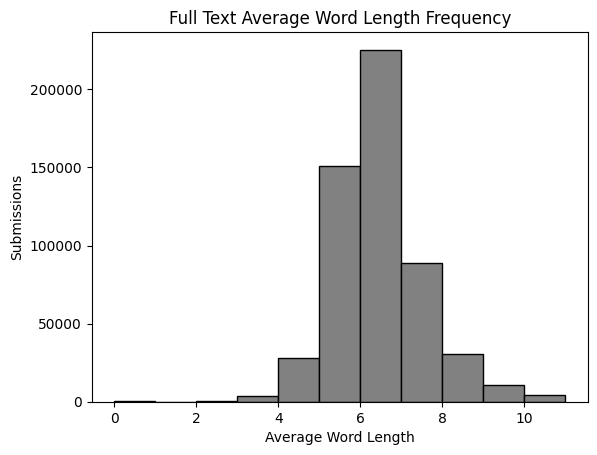 Full Text Average Word Length Frequency
Submissions
200000
150000
100000
50000
0
0 2 4 6 8 10
Average Word Length